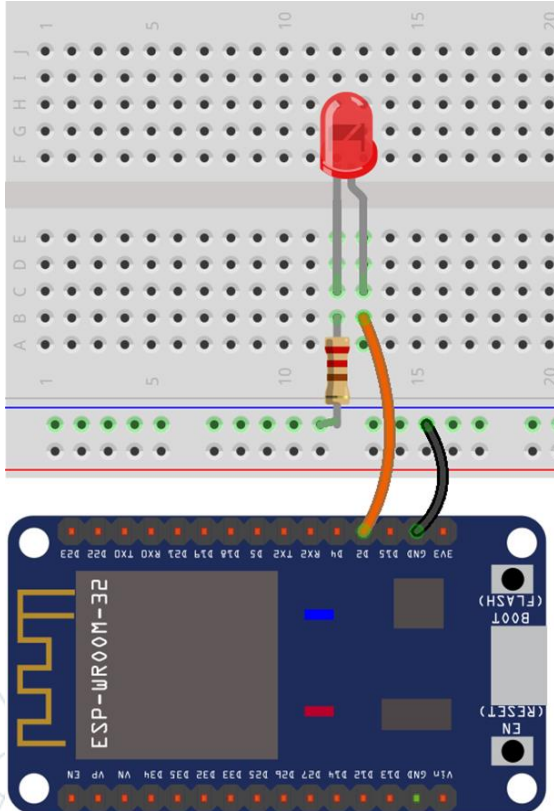 1 5 10 15 20
J
I
H
G
F
E
D
C
B
A
1 5 10 15 20
D23 D22 TX0 RX0 D21 D19 D18 D5 TX2 RX2 D4 D2 D15 GND 3V3
ESP-WROOM-32
BOOT
(FLASH)
EN
(RESET)
EN VP VN D34 D35 D32 D33 D25 D26 D27 D14 D12 D13 GND Vin